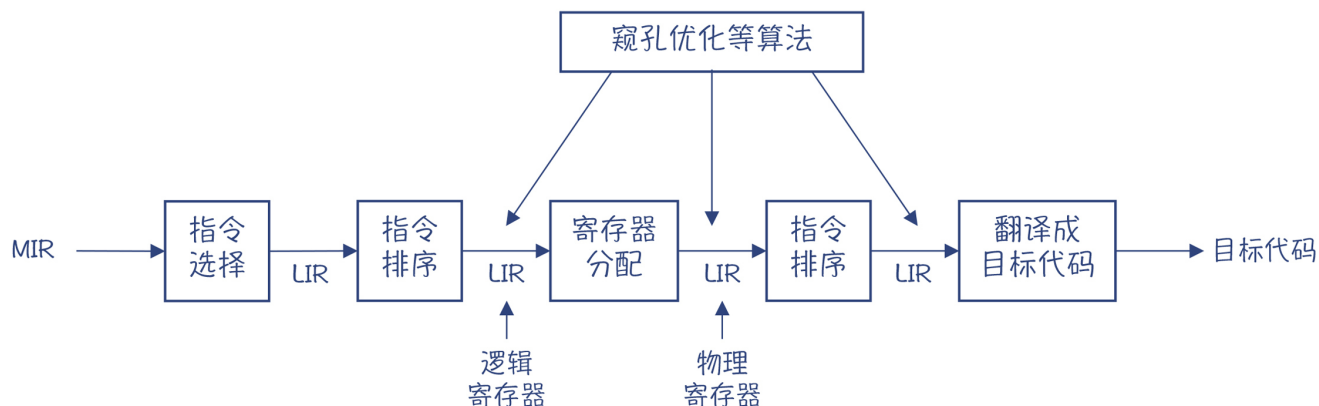 窥孔优化等算法
MIR
指令
选择
LIR
指令
排序
LIR
寄存器
分配
LIR
指令
排序
LIR
翻译成
目标代码
目标代码
逻辑
寄存器
物理
寄存器